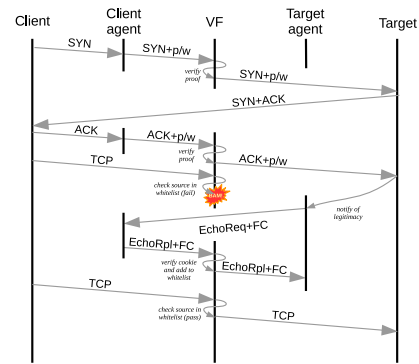 Client
Client
agent
VF
Target
agent
Target
SYN
SYN+p/w
verify
proof
SYN+p/w
SYN+ACK
ACK
ACK+p/w
verify
proof
ACK+p/w
TCP
check source in
whitelist (fail)
BAM!
notify of
legitimacy
EchoReq+FC
EchoRpl+FC
verify cookie
and add to
whitelist
EchoRpl+FC
TCP
check source in
whitelist (pass)
TCP